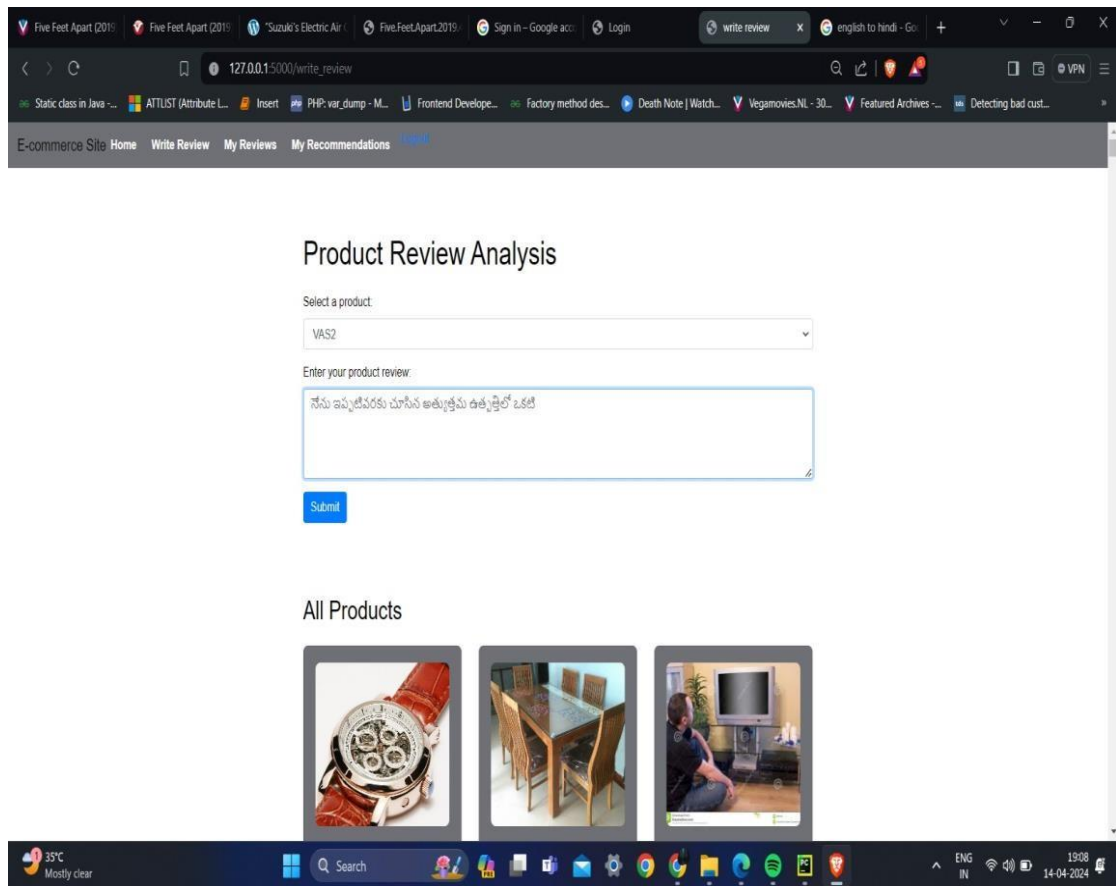 Five Feet Apart (2019
Five Feet Apart (2019
"Suzuki's Electric Air
Five.Feet.Apart.2019.
Sign in – Google acco
Login
write review
english to hindi - Goo
127.0.0.1:5000/write_review
VPN
Static class in Java -...
ATTLIST (Attribute L...
Insert
PHP: var_dump - M...
Frontend Develope...
Factory method des...
Death Note | Watch...
Vegamovies.NL - 30...
Featured Archives -...
Detecting bad cust...
E-commerce Site Home Write Review My Reviews My Recommendations
Product Review Analysis
Select a product:
VAS2
Enter your product review:
నేను ఇప్పటివరకు చూసిన అత్యుత్తమ ఉత్పత్తిలో ఒకటి
Submit
All Products
35°C
Mostly clear
Search
ENG
IN
19:08
14-04-2024